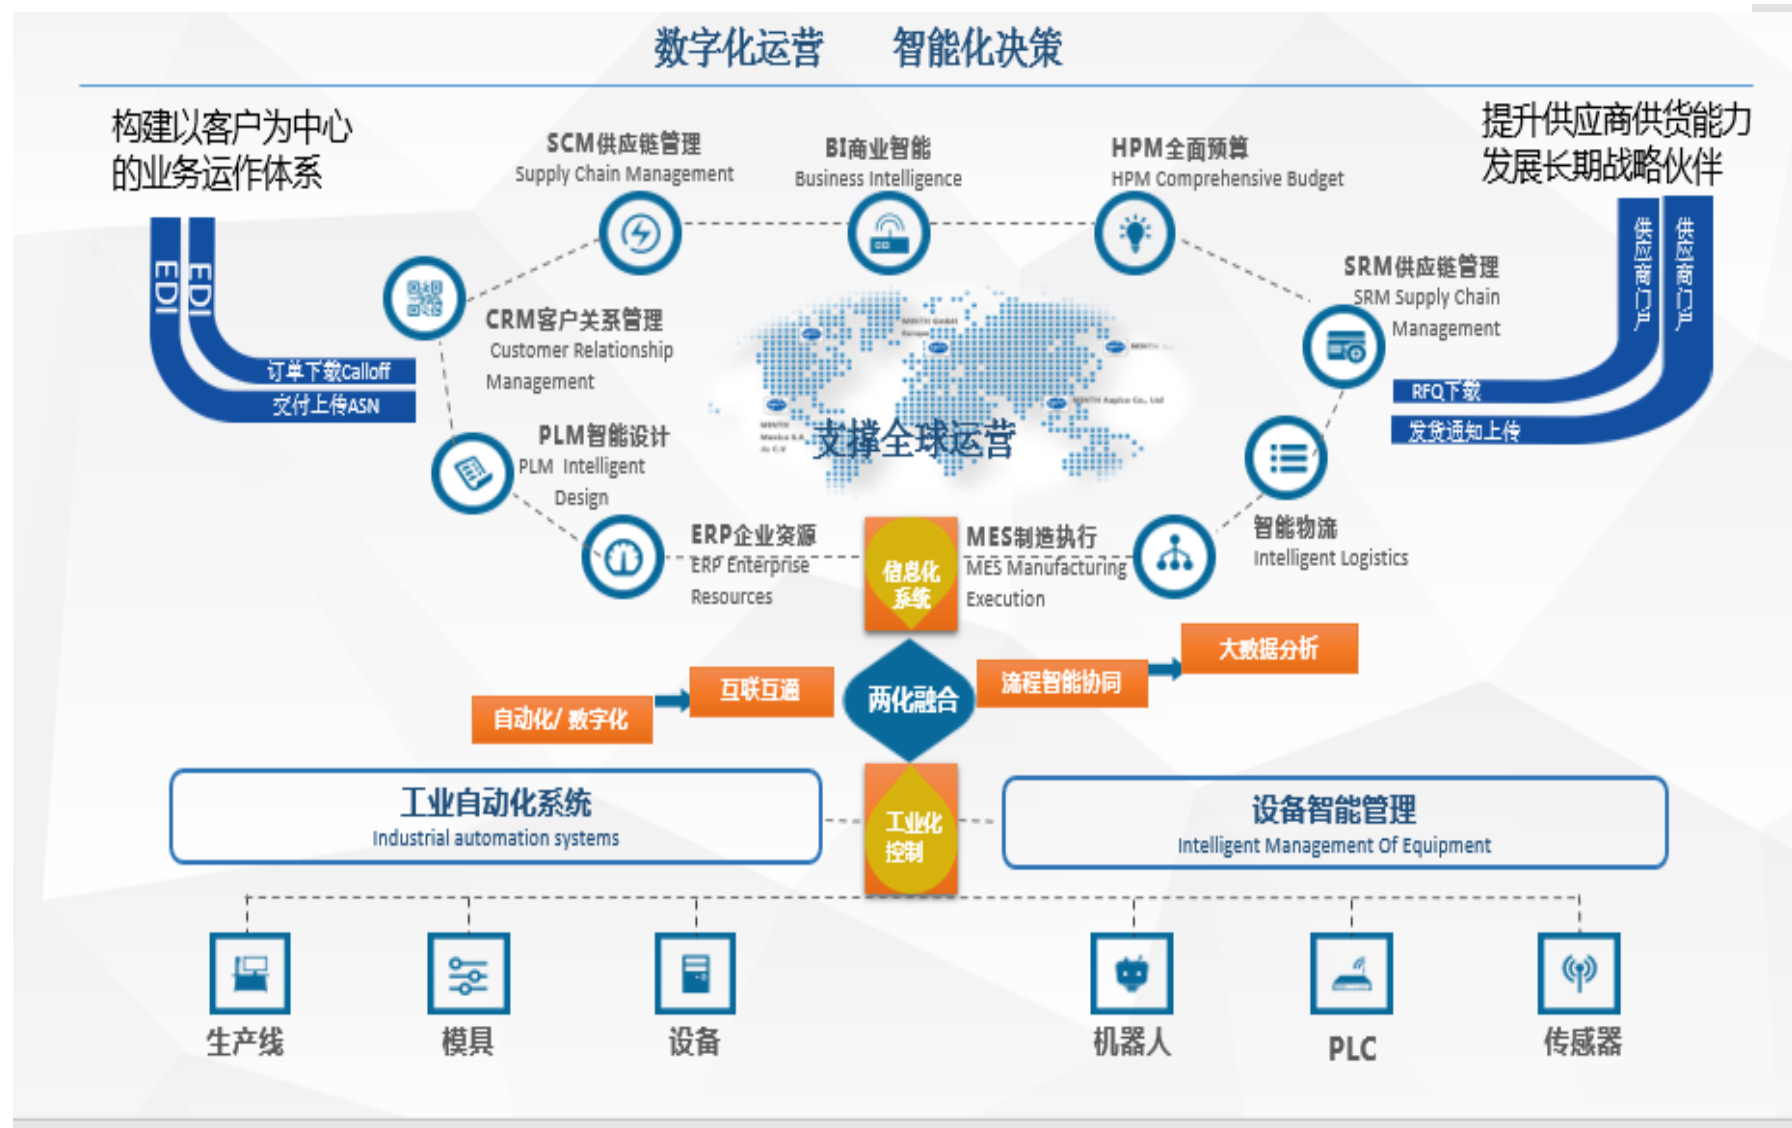 数字化运营 智能化决策
构建以客户为中心
的业务运作体系
提升供应商供货能力
发展长期战略伙伴
SCM供应链管理
Supply Chain Management
BI商业智能
Business Intelligence
HPM全面预算
HPM Comprehensive Budget
EDI
EDI
订单下载Calloff
交付上传ASN
供应商门户
供应商门户
RFQ下载
发货通知上传
CRM客户关系管理
Customer Relationship
Management
SRM供应链管理
SRM Supply Chain
Management
MINTH GmbH
Europe
MINTH
MINTH Aapico Co., Ltd
MINTH
Mexico S.A.
de C.V
支撑全球运营
PLM智能设计
PLM Intelligent
Design
ERP企业资源
ERP Enterprise
Resources
信息化
系统
MES制造执行
MES Manufacturing
Execution
智能物流
Intelligent Logistics
自动化/ 数字化
互联互通
两化融合
流程智能协同
大数据分析
工业自动化系统
Industrial automation systems
工业化
控制
设备智能管理
Intelligent Management Of Equipment
生产线
模具
设备
机器人
PLC
传感器